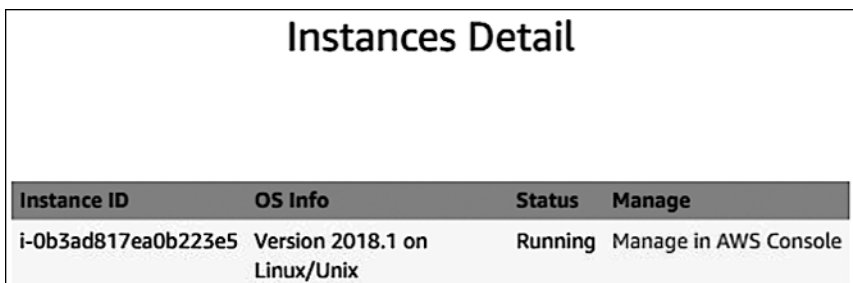 Instances Detail
Instance ID OS Info Status Manage
i-0b3ad817ea0b223e5 Version 2018.1 on Running Manage in AWS Console
Linux/Unix